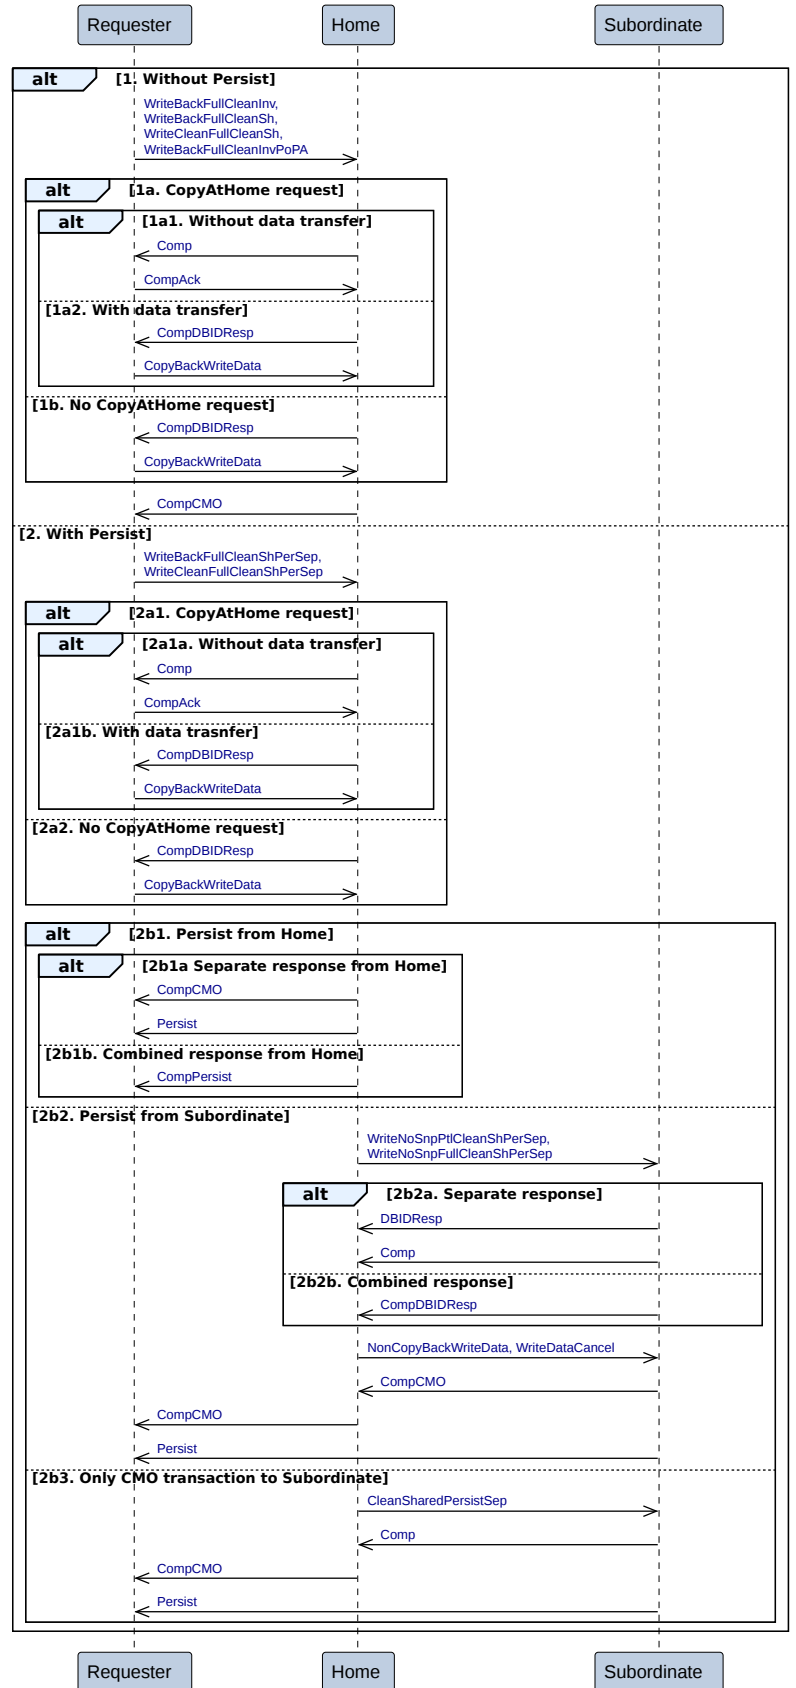 Requester Home Subordinate
alt [1. Without Persist]
WriteBackFullCleanInv,
WriteBackFullCleanSh,
WriteCleanFullCleanSh,
WriteBackFullCleanInvPoPA
alt [1a. CopyAtHome request]
alt [1a1. Without data transfer]
Comp
CompAck
[1a2. With data transfer]
CompDBIDResp
CopyBackWriteData
[1b. No CopyAtHome request]
CompDBIDResp
CopyBackWriteData
CompCMO
[2. With Persist]
WriteBackFullCleanShPerSep,
WriteCleanFullCleanShPerSep
alt [2a1. CopyAtHome request]
alt [2a1a. Without data transfer]
Comp
CompAck
[2a1b. With data trasnfer]
CompDBIDResp
CopyBackWriteData
[2a2. No CopyAtHome request]
CompDBIDResp
CopyBackWriteData
alt [2b1. Persist from Home]
alt [2b1a Separate response from Home]
CompCMO
Persist
[2b1b. Combined response from Home]
CompPersist
[2b2. Persist from Subordinate]
WriteNoSnpPtlCleanShPerSep,
WriteNoSnpFullCleanShPerSep
alt [2b2a. Separate response]
DBIDResp
Comp
[2b2b. Combined response]
CompDBIDResp
NonCopyBackWriteData, WriteDataCancel
CompCMO
CompCMO
Persist
[2b3. Only CMO transaction to Subordinate]
CleanSharedPersistSep
Comp
CompCMO
Persist
Requester Home Subordinate